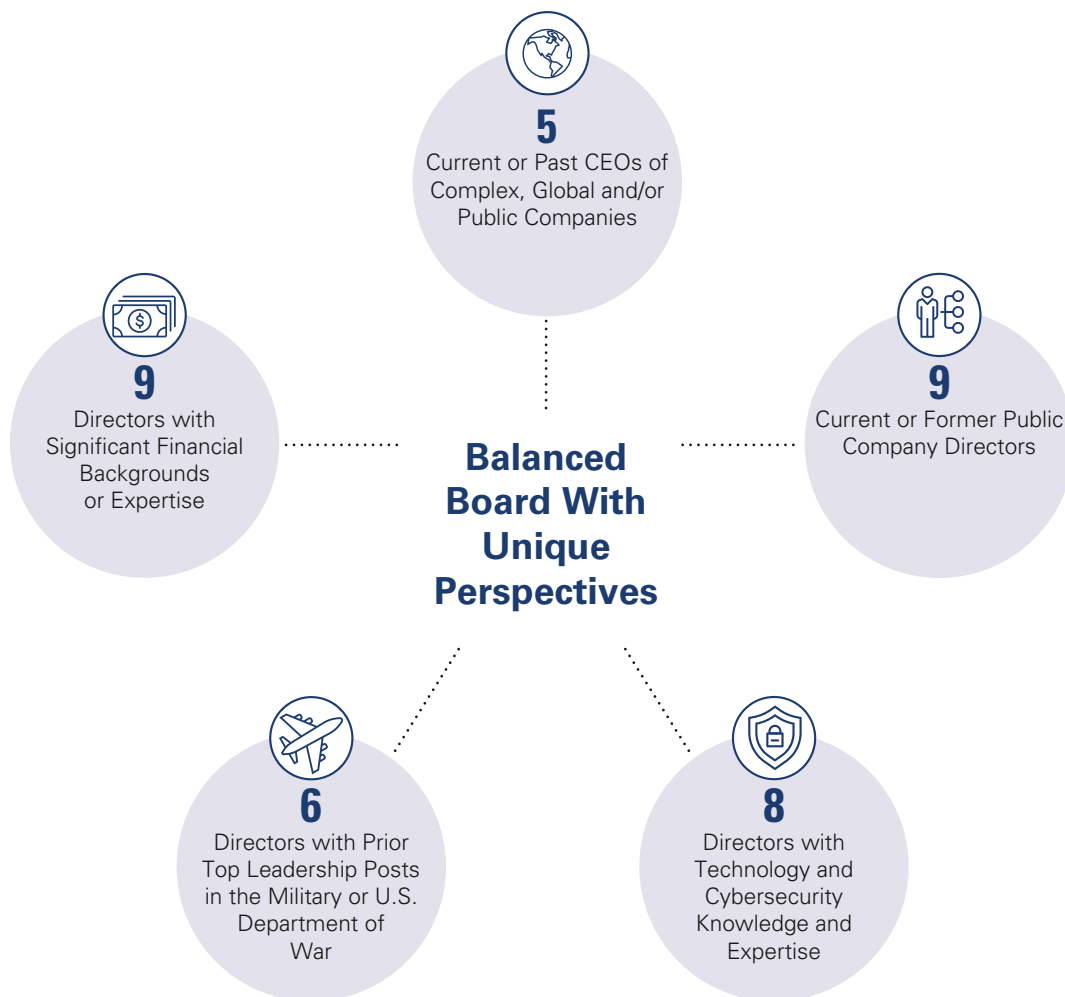 5
Current or Past CEOs of
Complex, Global and/or
Public Companies
$
9
Directors with
Significant Financial
Backgrounds
or Expertise
9
Current or Former Public
Company Directors
Balanced
Board With
Unique
Perspectives
6
Directors with Prior
Top Leadership Posts
in the Military or U.S.
Department of
War
8
Directors with
Technology and
Cybersecurity
Knowledge and
Expertise